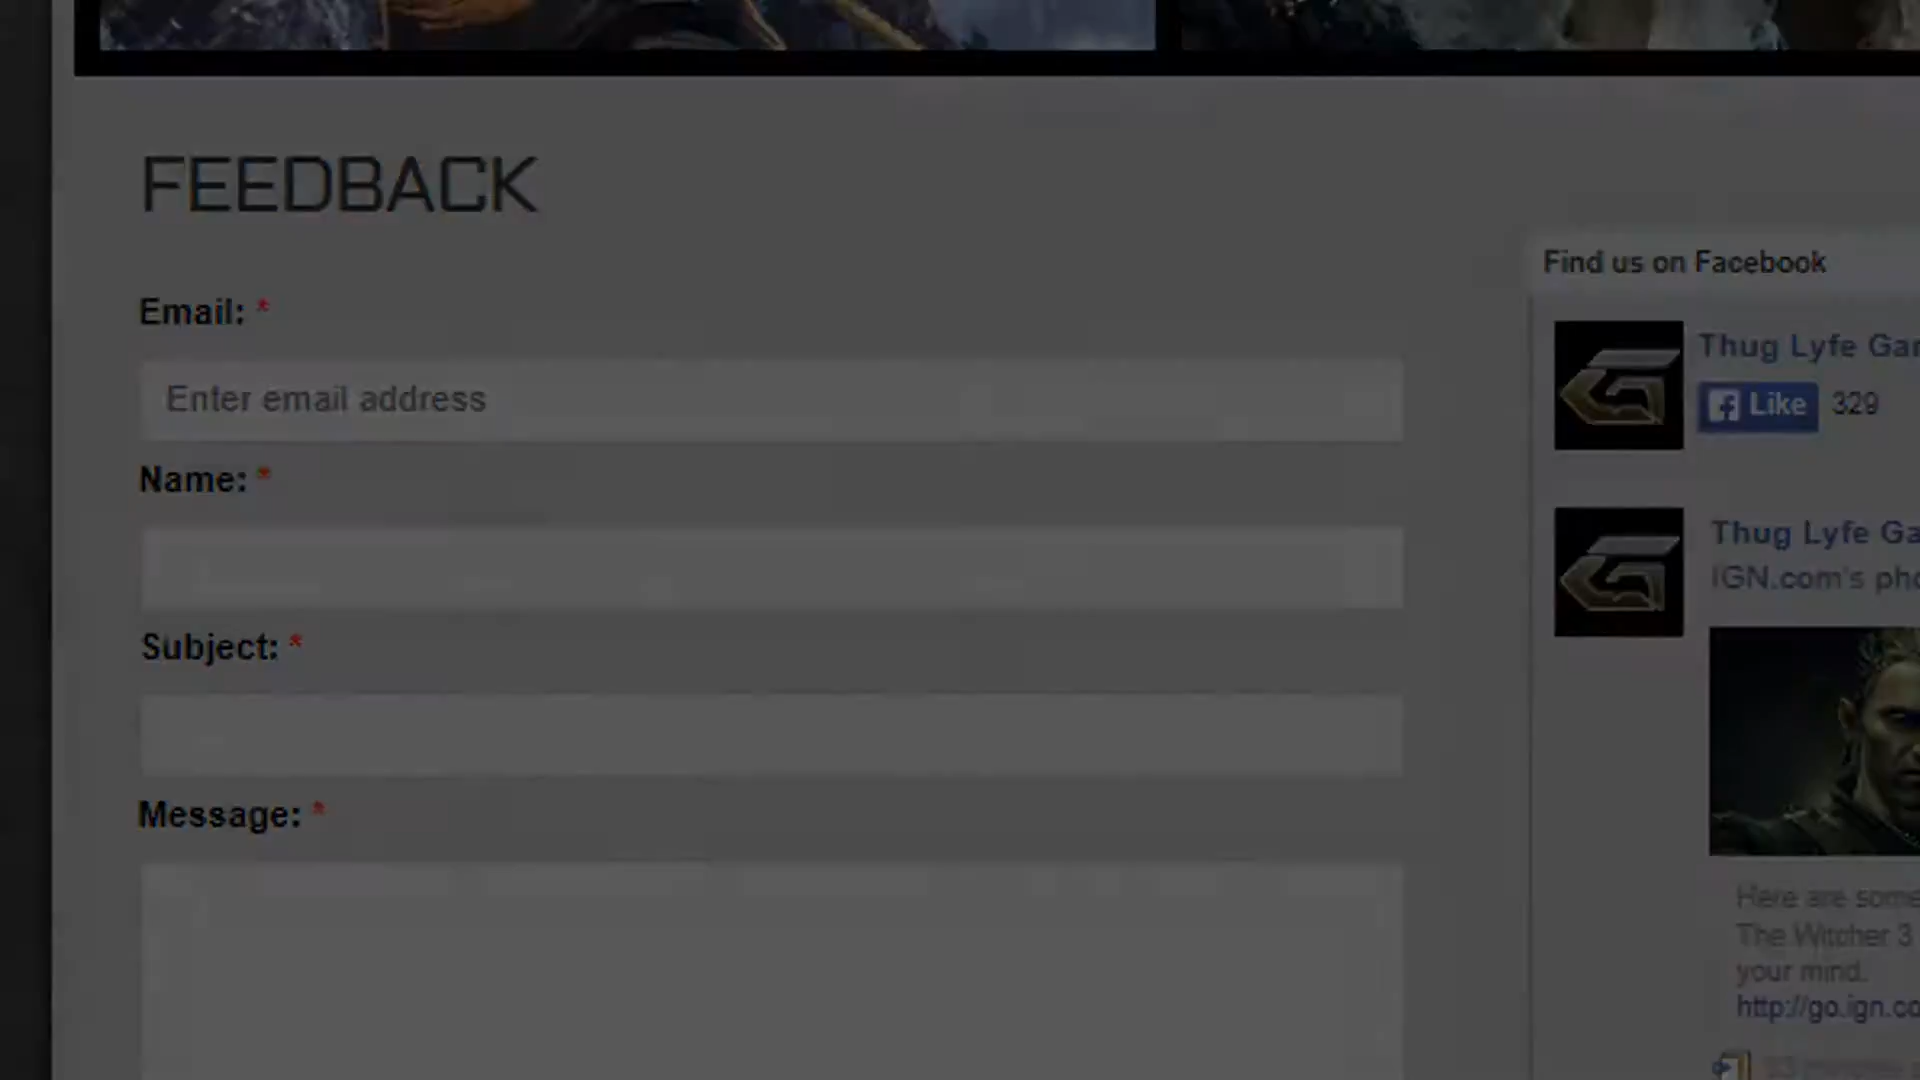 FEEDBACK
Find us on Facebook
Email: *
Thug Lyfe Gam
Like 329
Enter email address
Name: *
Thug Lyfe Ga
IGN.com's pho
Subject: *
Message: *
Here are some
The Witcher 3
your mind.
http://go.ign.co